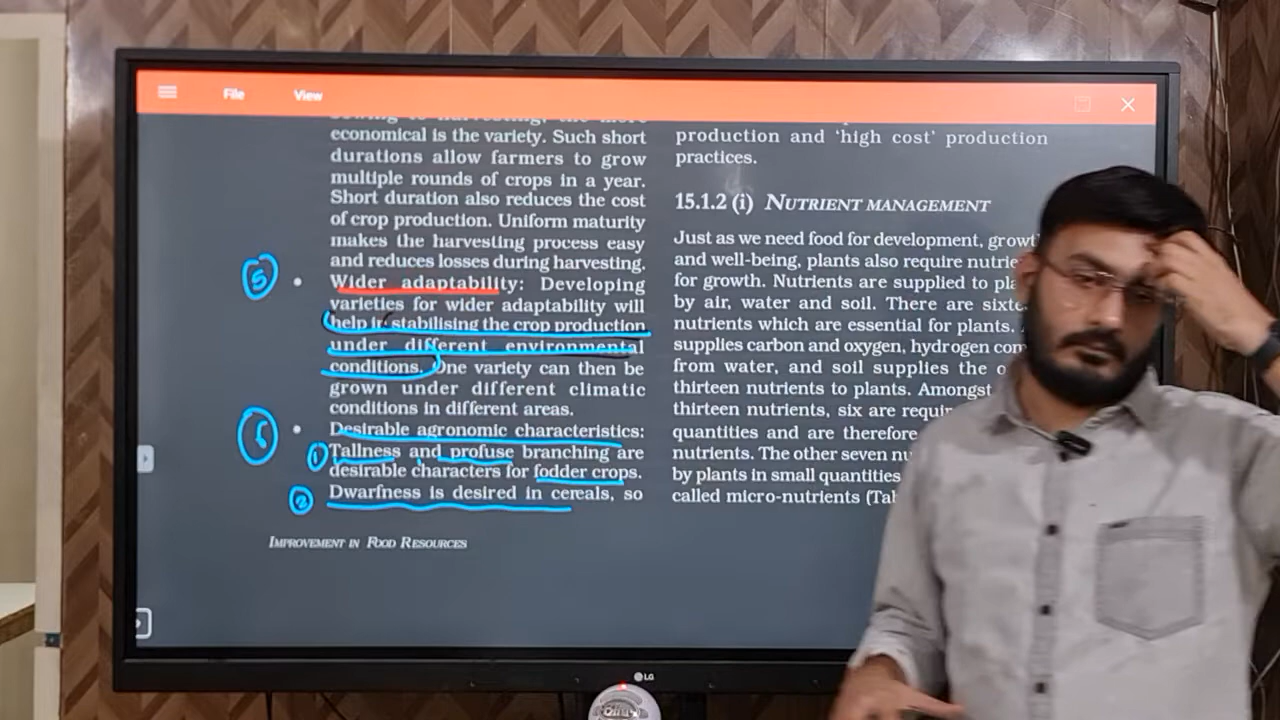 File View
economical is the variety. Such short
durations allow farmers to grow
multiple rounds of crops in a year.
Short duration also reduces the cost
of crop production. Uniform maturity
makes the harvesting process easy
and reduces losses during harvesting.
5
• Wider adaptability: Developing
varieties for wider adaptability will
help in stabilising the crop production
under different environmental
conditions. One variety can then be
grown under different climatic
conditions in different areas.
6
• Desirable agronomic characteristics:
1 Tallness and profuse branching are
desirable characters for fodder crops.
2 Dwarfness is desired in cereals, so
IMPROVEMENT IN FOOD RESOURCES
production and ‘high cost’ production
practices.
15.1.2 (i) NUTRIENT MANAGEMENT
Just as we need food for development,
and well-being, plants also require
for growth. Nutrients are supplied to
by air, water and soil. There are
nutrients which are essential for plants.
supplies carbon and oxygen, hydrogen
from water, and soil supplies the
thirteen nutrients to plants. Amongst
thirteen nutrients, six are
quantities and are therefore
nutrients. The other seven
by plants in small quantities
called micro-nutrients
LG